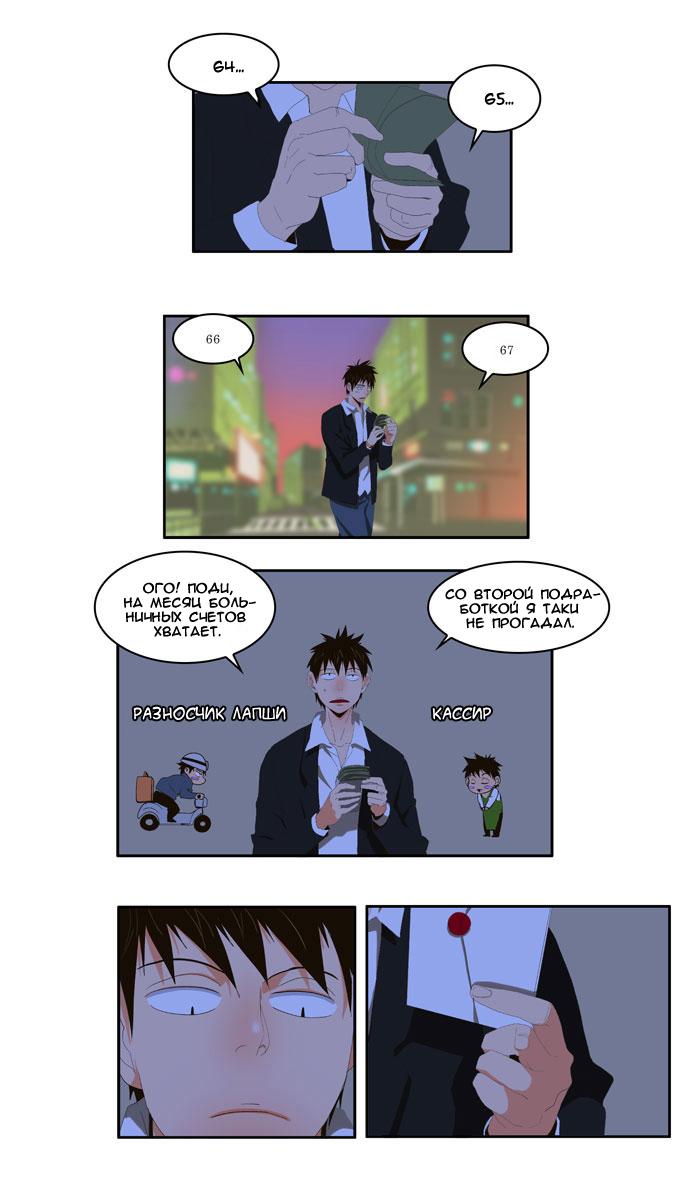 64...
65...
66
67
ОГО! ПОДИ,
НА МЕСЯЦ БОЛЬ-
НИЧНЫХ СЧЕТОВ
ХВАТАЕТ.
СО ВТОРОЙ ПОДРА-
БОТКОЙ Я ТАКИ
НЕ ПРОГАДАЛ.
РАЗНОСЧИК ЛАПШИ
КАССИР